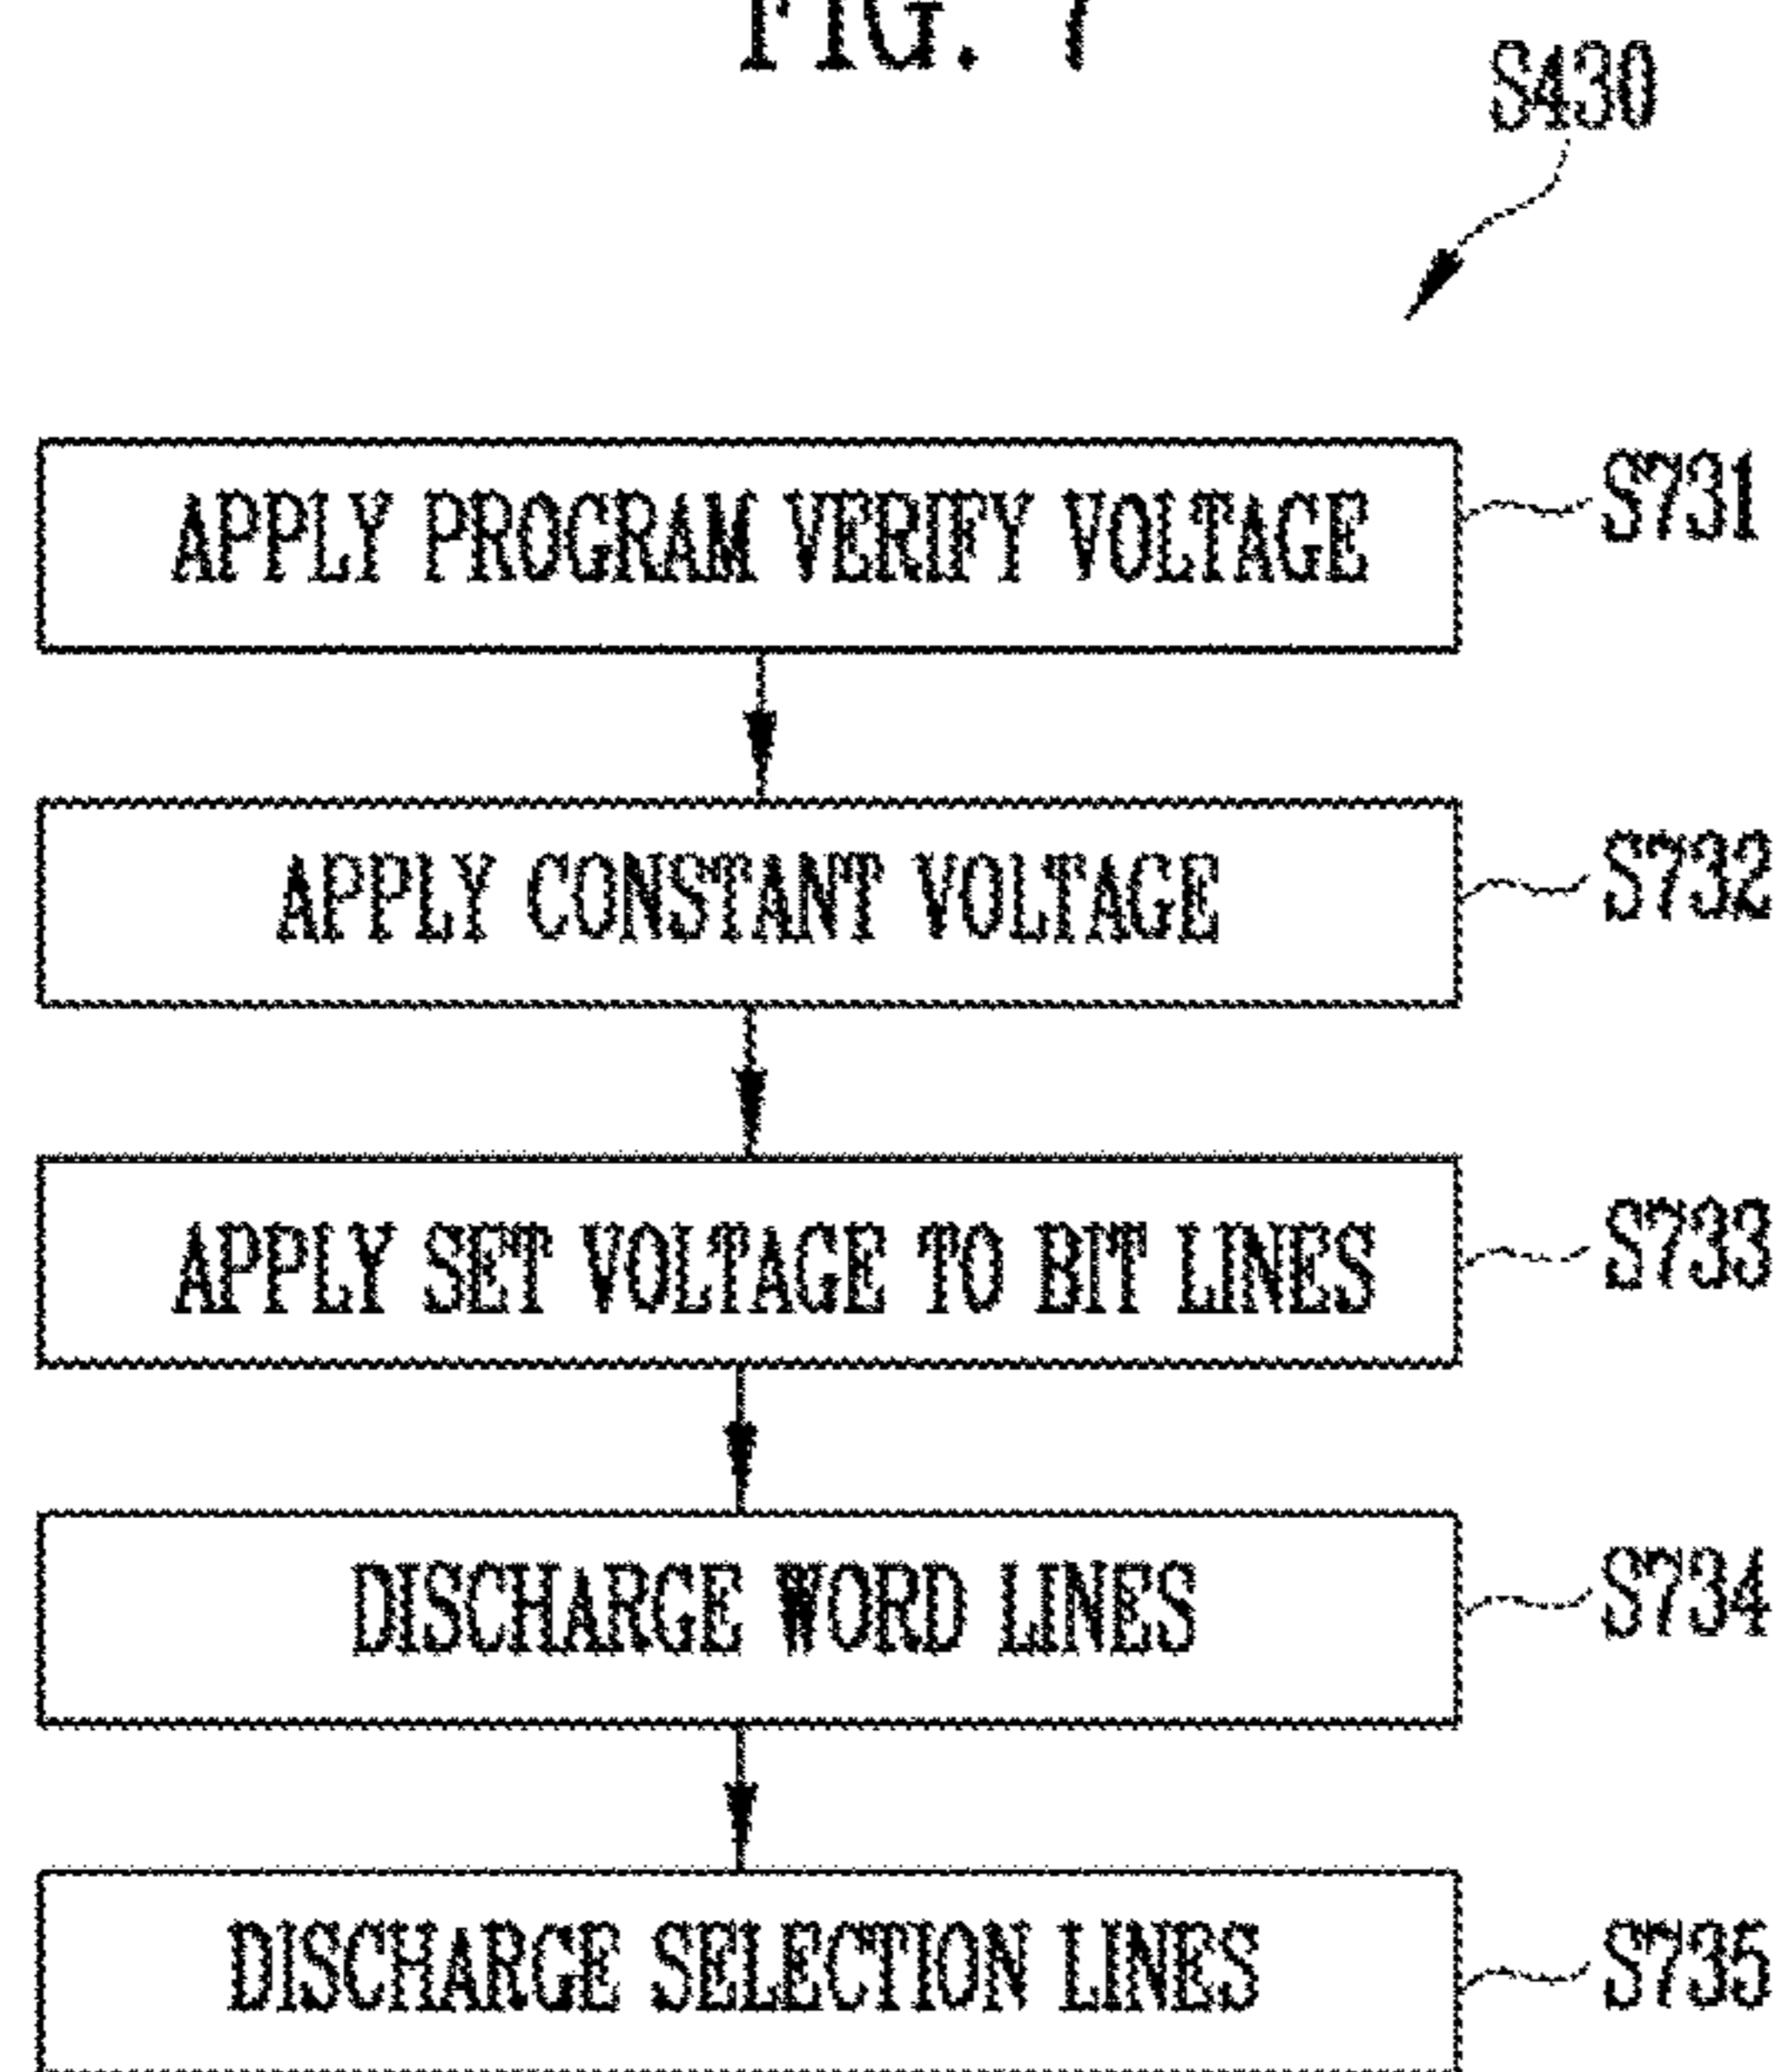 FIG. 7
S430
APPLY PROGRAM VERIFY VOLTAGE
S731
APPLY CONSTANT VOLTAGE
S732
APPLY SET VOLTAGE TO BIT LINES
S733
DISCHARGE WORD LINES
S734
DISCHARGE SELECTION LINES
S735